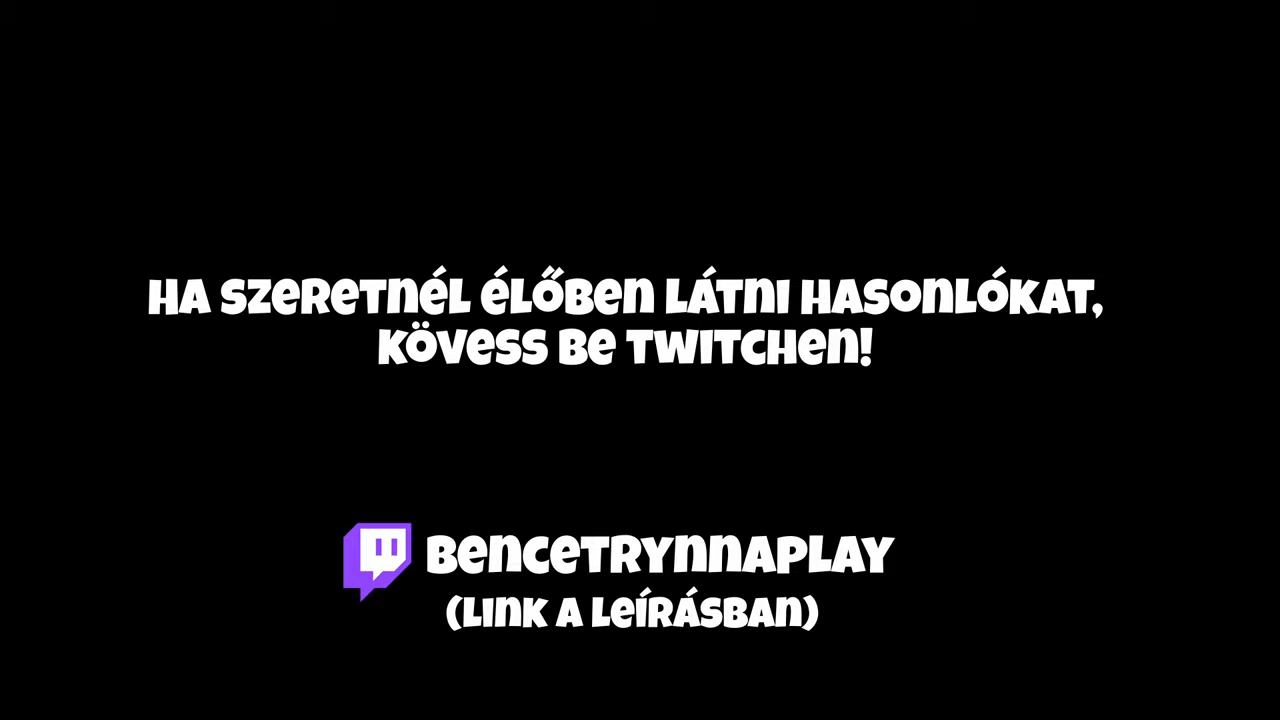 Ha szeretnél élőben látni hasonlókat,
kövess be Twitchen!
Bencetrynnaplay
(link a leírásban)